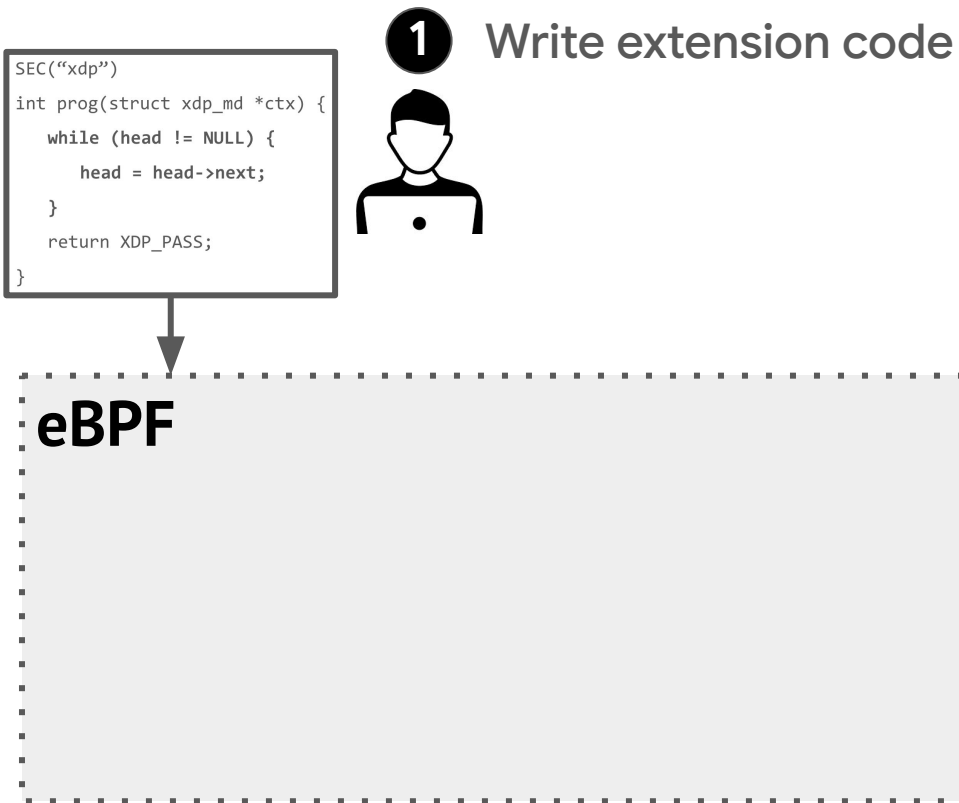 1 Write extension code
SEC(“xdp”)
int prog(struct xdp_md *ctx) {
while (head != NULL) {
head = head->next;
}
return XDP_PASS;
}
eBPF